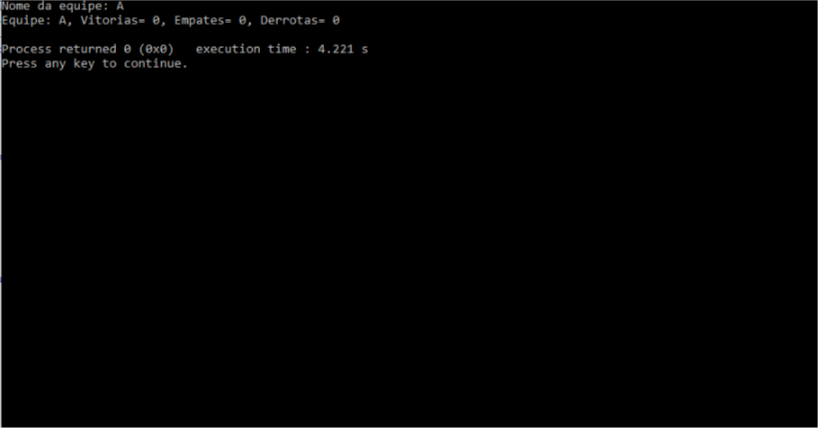 Nome da equipe: A
Equipe: A, Vitorias= 0, Empates= 0, Derrotas= 0
Process returned 0 (0x0)   execution time : 4.221 s
Press any key to continue.